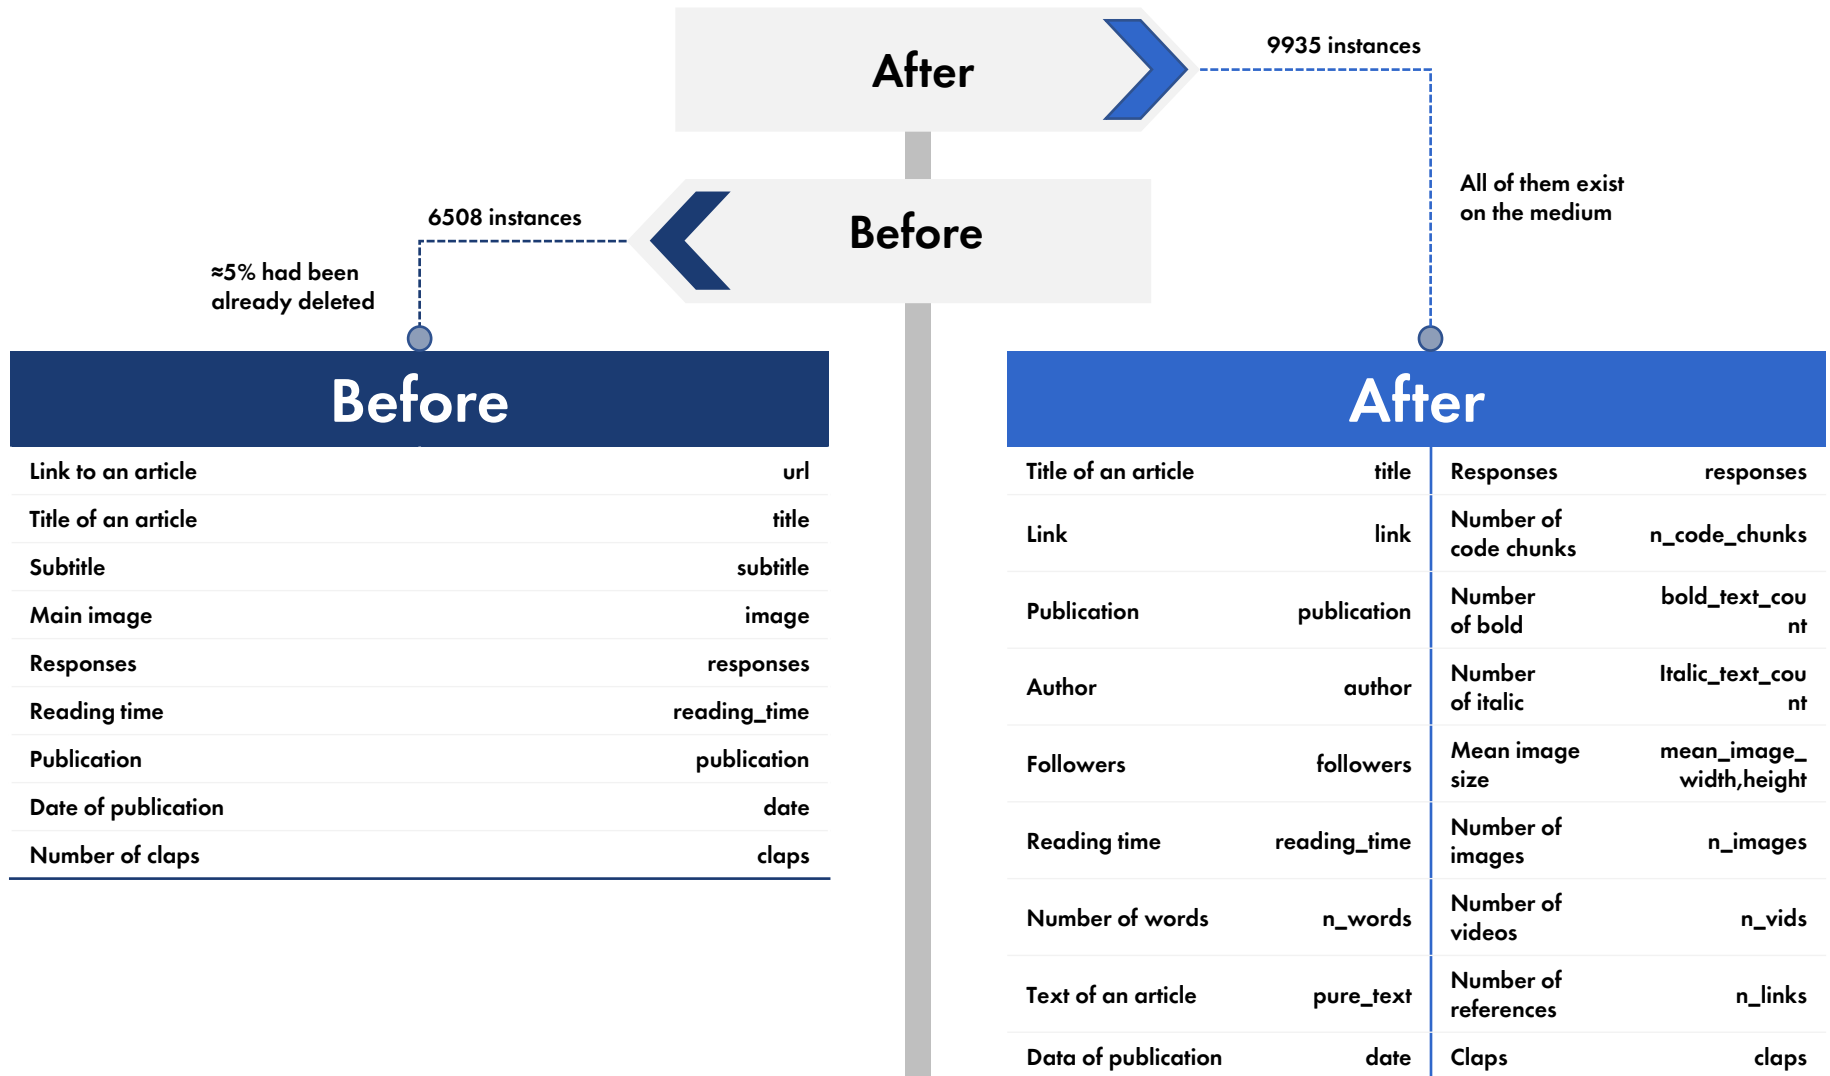 After
9935 instances
All of them exist
on the medium
Before
6508 instances
≈5% had been
already deleted
Before
Link to an article url
Title of an article title
Subtitle subtitle
Main image image
Responses responses
Reading time reading_time
Publication publication
Date of publication date
Number of claps claps
After
Title of an article title
Link link
Publication publication
Author author
Followers followers
Reading time reading_time
Number of words n_words
Text of an article pure_text
Data of publication date
Responses responses
Number of
code chunks n_code_chunks
Number
of bold
bold_text_cou
nt
Number
of italic
Italic_text_cou
nt
Mean image
size
mean_image_
width,height
Number of
images n_images
Number of
videos n_vids
Number of
references n_links
Claps claps